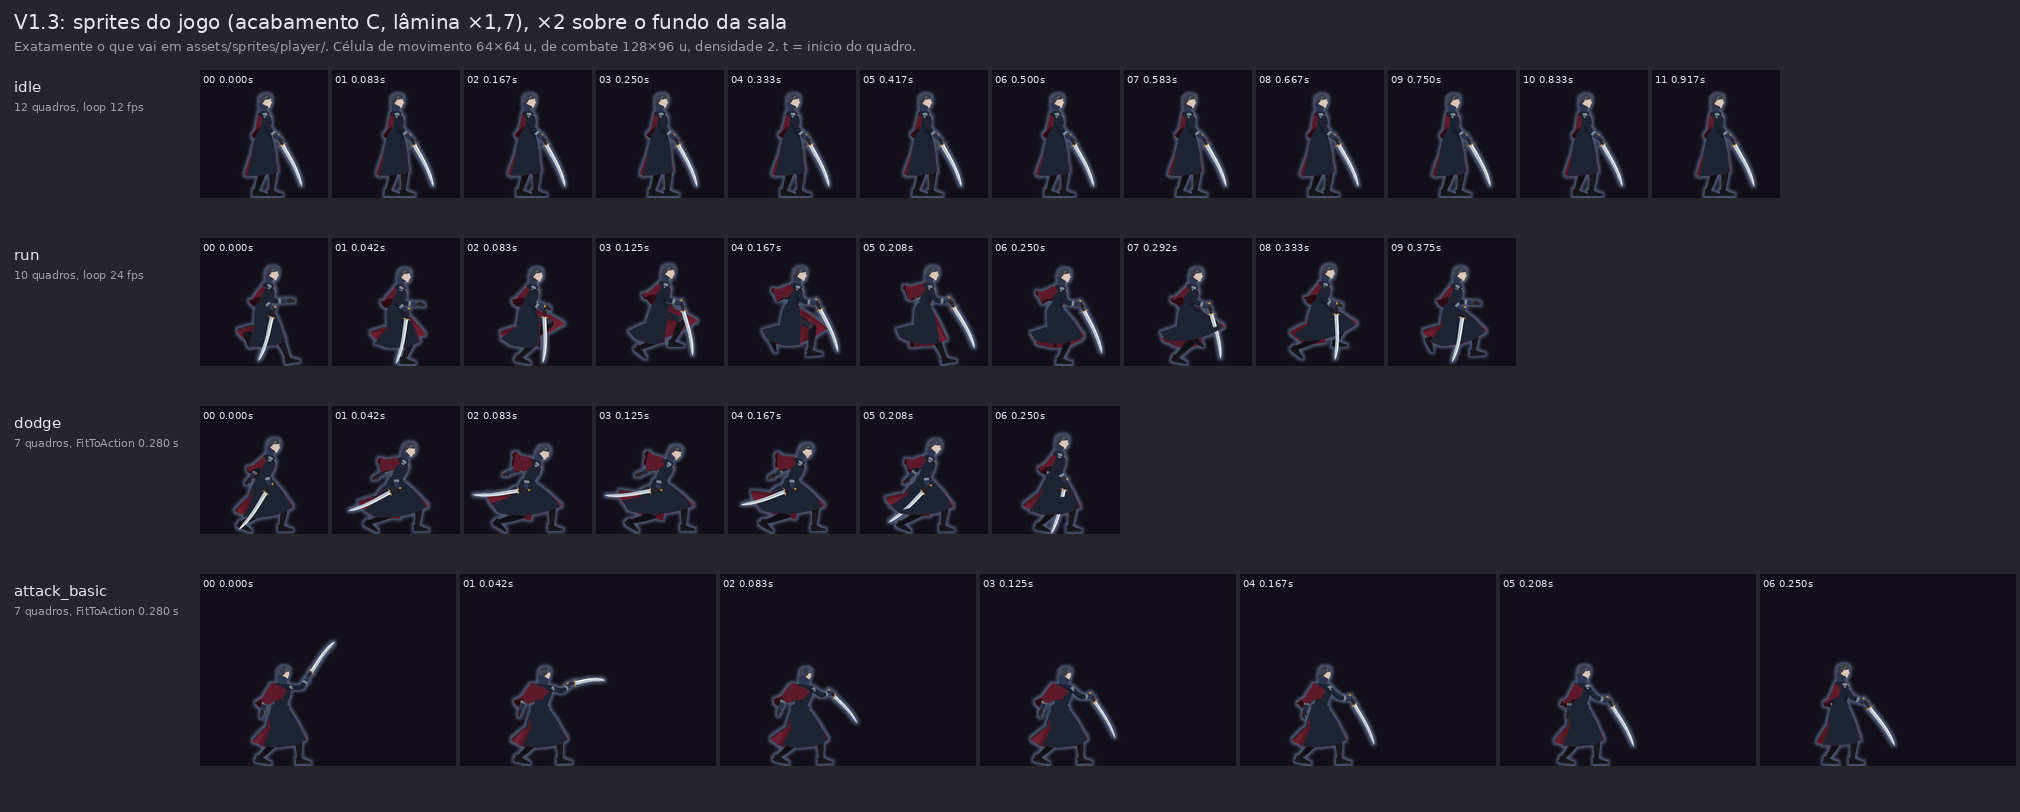 V1.3: sprites do jogo (acabamento C, lâmina ×1,7), ×2 sobre o fundo da sala
Exatamente o que vai em assets/sprites/player/. Célula de movimento 64×64 u, de combate 128×96 u, densidade 2. t = início do quadro.
idle
12 quadros, loop 12 fps
00 0.000s 01 0.083s 02 0.167s 03 0.250s 04 0.333s 05 0.417s 06 0.500s 07 0.583s 08 0.667s 09 0.750s 10 0.833s 11 0.917s
run
10 quadros, loop 24 fps
00 0.000s 01 0.042s 02 0.083s 03 0.125s 04 0.167s 05 0.208s 06 0.250s 07 0.292s 08 0.333s 09 0.375s
dodge
7 quadros, FitToAction 0.280 s
00 0.000s 01 0.042s 02 0.083s 03 0.125s 04 0.167s 05 0.208s 06 0.250s
attack_basic
7 quadros, FitToAction 0.280 s
00 0.000s 01 0.042s 02 0.083s 03 0.125s 04 0.167s 05 0.208s 06 0.250s